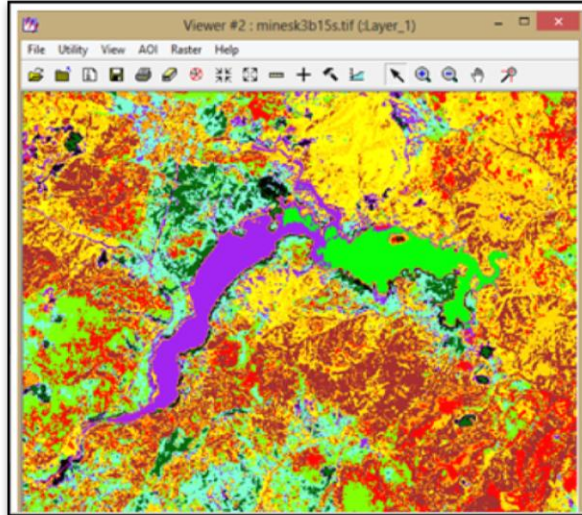 Viewer #2 : minesk3b15s.tif (:Layer_1)
File Utility View AOI Raster Help